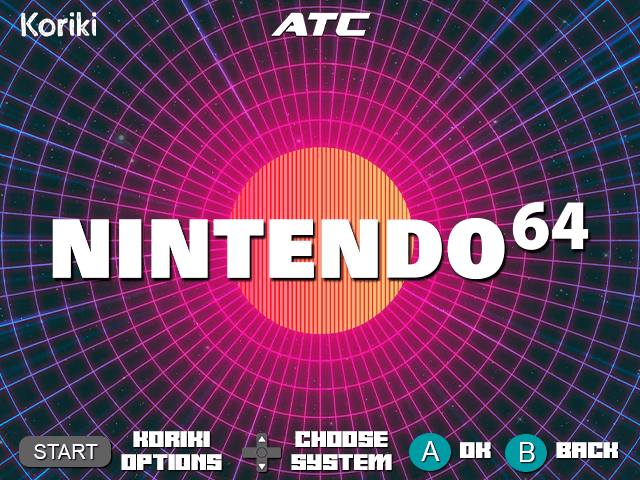 Koriki
ATC
NINTENDO64
START
KORIKI
OPTIONS
CHOOSE
SYSTEM
A
OK
B
BACK